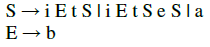 S → i E t S | i E t S e S | a
E → b